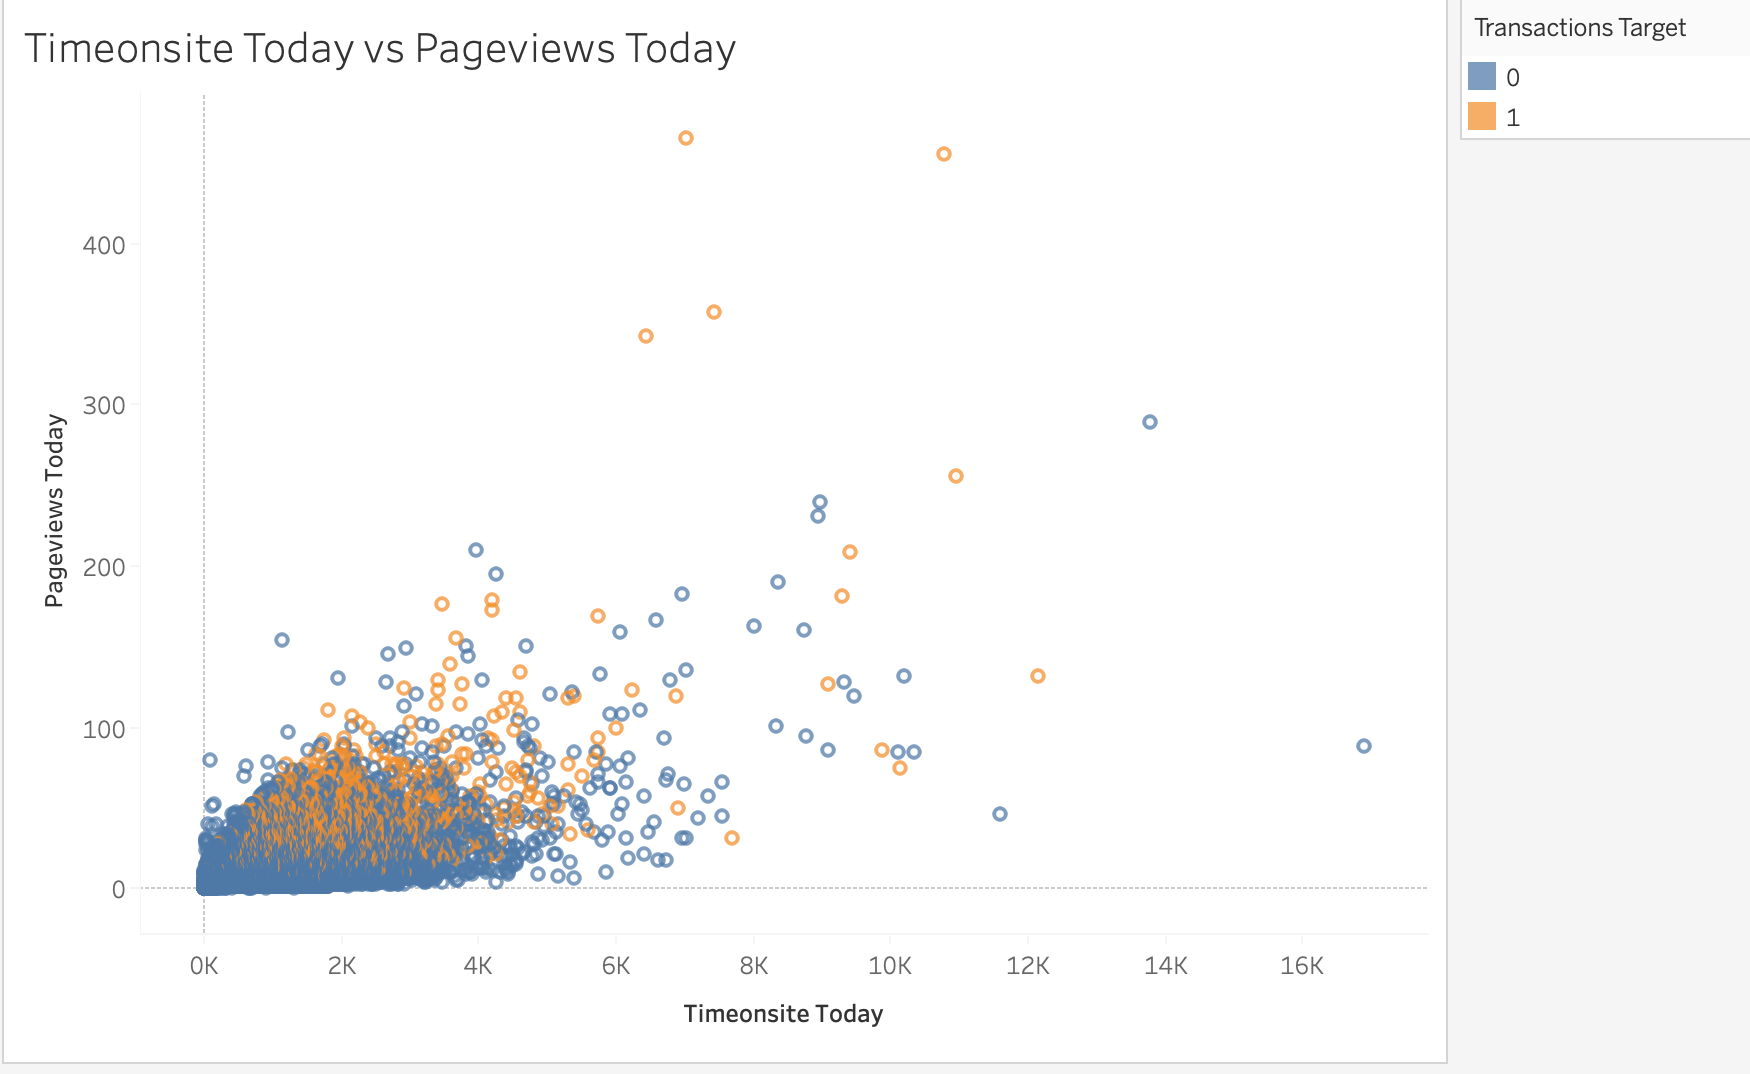 Timeonsite Today vs Pageviews Today
Transactions Target
0
1
Pageviews Today
400
300
200
100
0
0K 2K 4K 6K 8K 10K 12K 14K 16K
Timeonsite Today